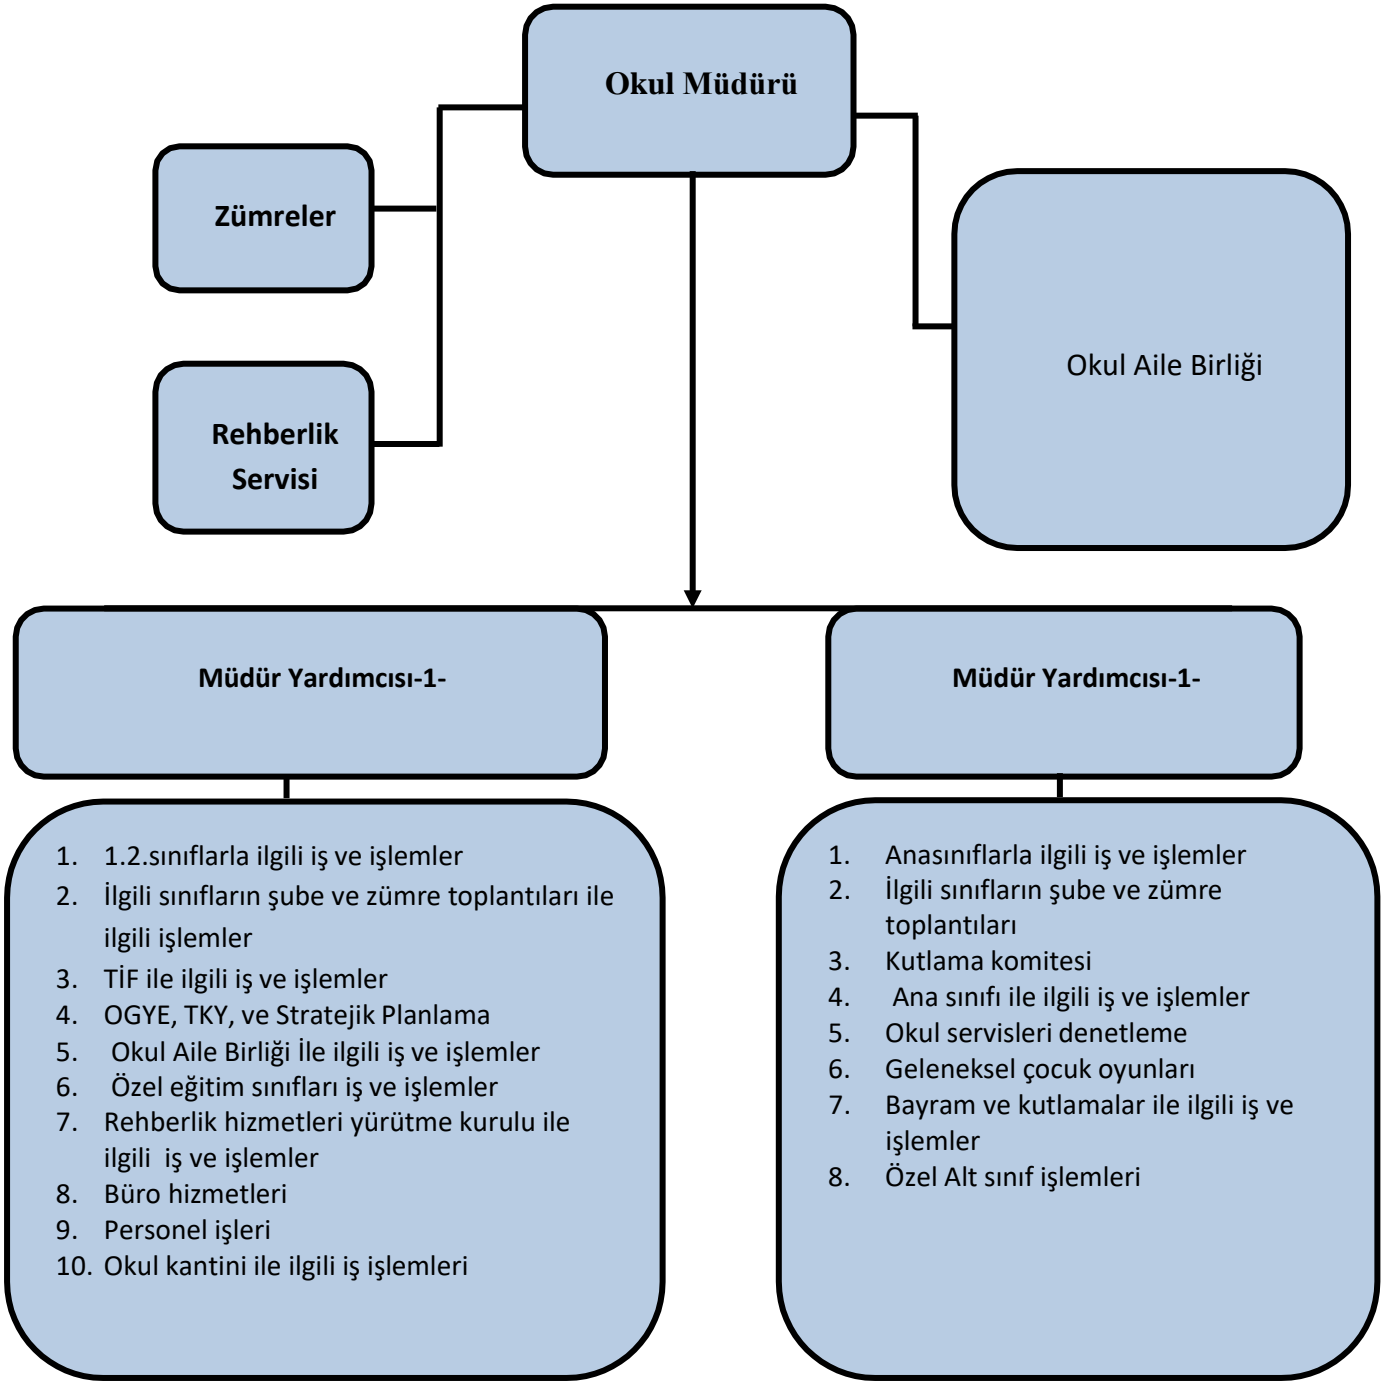 Okul Müdürü
Zümreler
Rehberlik
Servisi
Okul Aile Birliği
Müdür Yardımcısı-1-
1. 1.2.sınıflarla ilgili iş ve işlemler
2. İlgili sınıfların şube ve zümre toplantıları ile
ilgili işlemler
3. TİF ile ilgili iş ve işlemler
4. OGYE, TKY, ve Stratejik Planlama
5. Okul Aile Birliği İle ilgili iş ve işlemler
6. Özel eğitim sınıfları iş ve işlemler
7. Rehberlik hizmetleri yürütme kurulu ile
ilgili iş ve işlemler
8. Büro hizmetleri
9. Personel işleri
10. Okul kantini ile ilgili iş işlemleri
Müdür Yardımcısı-1-
1. Anasınıflarla ilgili iş ve işlemler
2. İlgili sınıfların şube ve zümre
toplantıları
3. Kutlama komitesi
4. Ana sınıfı ile ilgili iş ve işlemler
5. Okul servisleri denetleme
6. Geleneksel çocuk oyunları
7. Bayram ve kutlamalar ile ilgili iş ve
işlemler
8. Özel Alt sınıf işlemleri